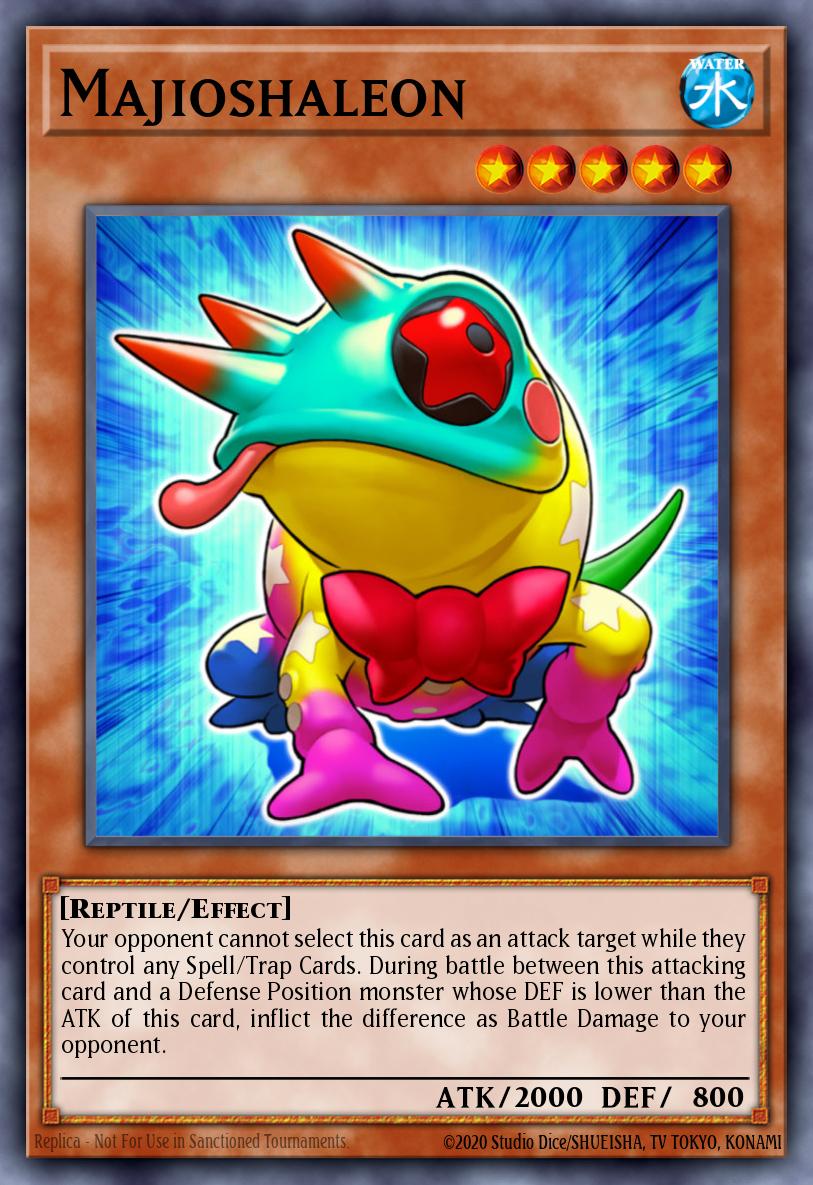 MAJIOSHALEON
WATER
水
[REPTILE/EFFECT]
Your opponent cannot select this card as an attack target while they
control any Spell/Trap Cards. During battle between this attacking
card and a Defense Position monster whose DEF is lower than the
ATK of this card, inflict the difference as Battle Damage to your
opponent.
ATK/2000 DEF/ 800
Replica - Not For Use in Sanctioned Tournaments.
©2020 Studio Dice/SHUEISHA, TV TOKYO, KONAMI